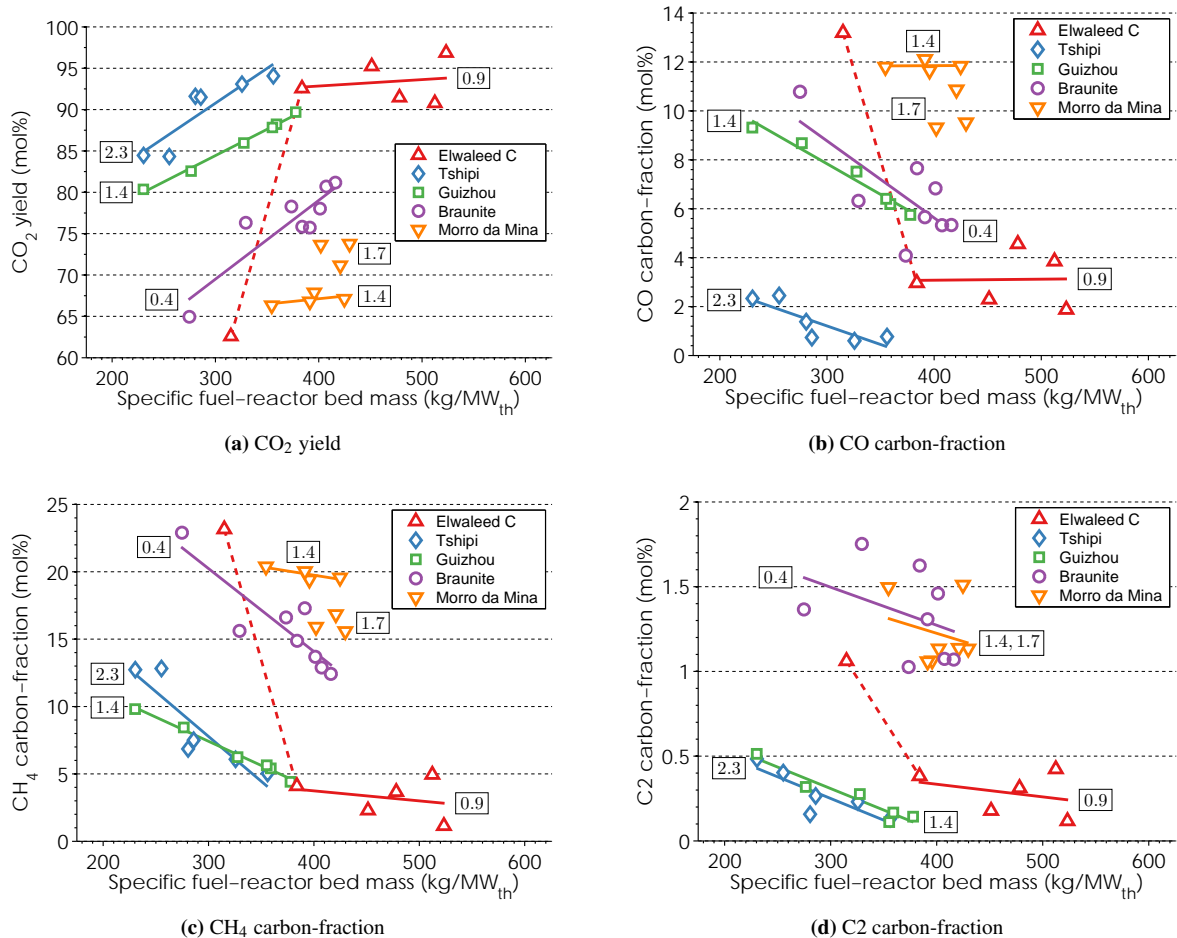 CO2 yield (mol%)
100
95
90
85
80
75
70
65
60
200 300 400 500 600
2.3
1.4
0.4
0.9
1.7
1.4
Elwaleed C
Tshipi
Guizhou
Braunite
Morro da Mina
Specific fuel-reactor bed mass (kg/MWth)
(a) CO2 yield
CO carbon-fraction (mol%)
14
12
10
8
6
4
2
0
200 300 400 500 600
1.4
1.4
1.7
0.4
0.9
2.3
Elwaleed C
Tshipi
Guizhou
Braunite
Morro da Mina
Specific fuel-reactor bed mass (kg/MWth)
(b) CO carbon-fraction
CH4 carbon-fraction (mol%)
25
20
15
10
5
0
200 300 400 500 600
0.4
1.4
1.7
2.3
1.4
0.9
Elwaleed C
Tshipi
Guizhou
Braunite
Morro da Mina
Specific fuel-reactor bed mass (kg/MWth)
(c) CH4 carbon-fraction
C2 carbon-fraction (mol%)
2
1.5
1
0.5
0
200 300 400 500 600
0.4
1.4, 1.7
2.3
1.4
0.9
Elwaleed C
Tshipi
Guizhou
Braunite
Morro da Mina
Specific fuel-reactor bed mass (kg/MWth)
(d) C2 carbon-fraction